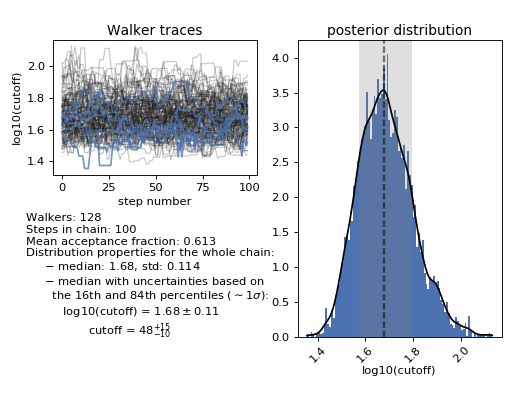 Walker traces
log10(cutoff)
2.0
1.8
1.6
1.4
0 25 50 75 100
step number
Walkers: 128
Steps in chain: 100
Mean acceptance fraction: 0.613
Distribution properties for the whole chain:
− median: 1.68, std: 0.114
− median with uncertainties based on
the 16th and 84th percentiles (∼1σ):
log10(cutoff) = 1.68 ± 0.11
cutoff = 48 +15 −10
posterior distribution
4.0
3.5
3.0
2.5
2.0
1.5
1.0
0.5
0.0
1.4 1.6 1.8 2.0
log10(cutoff)